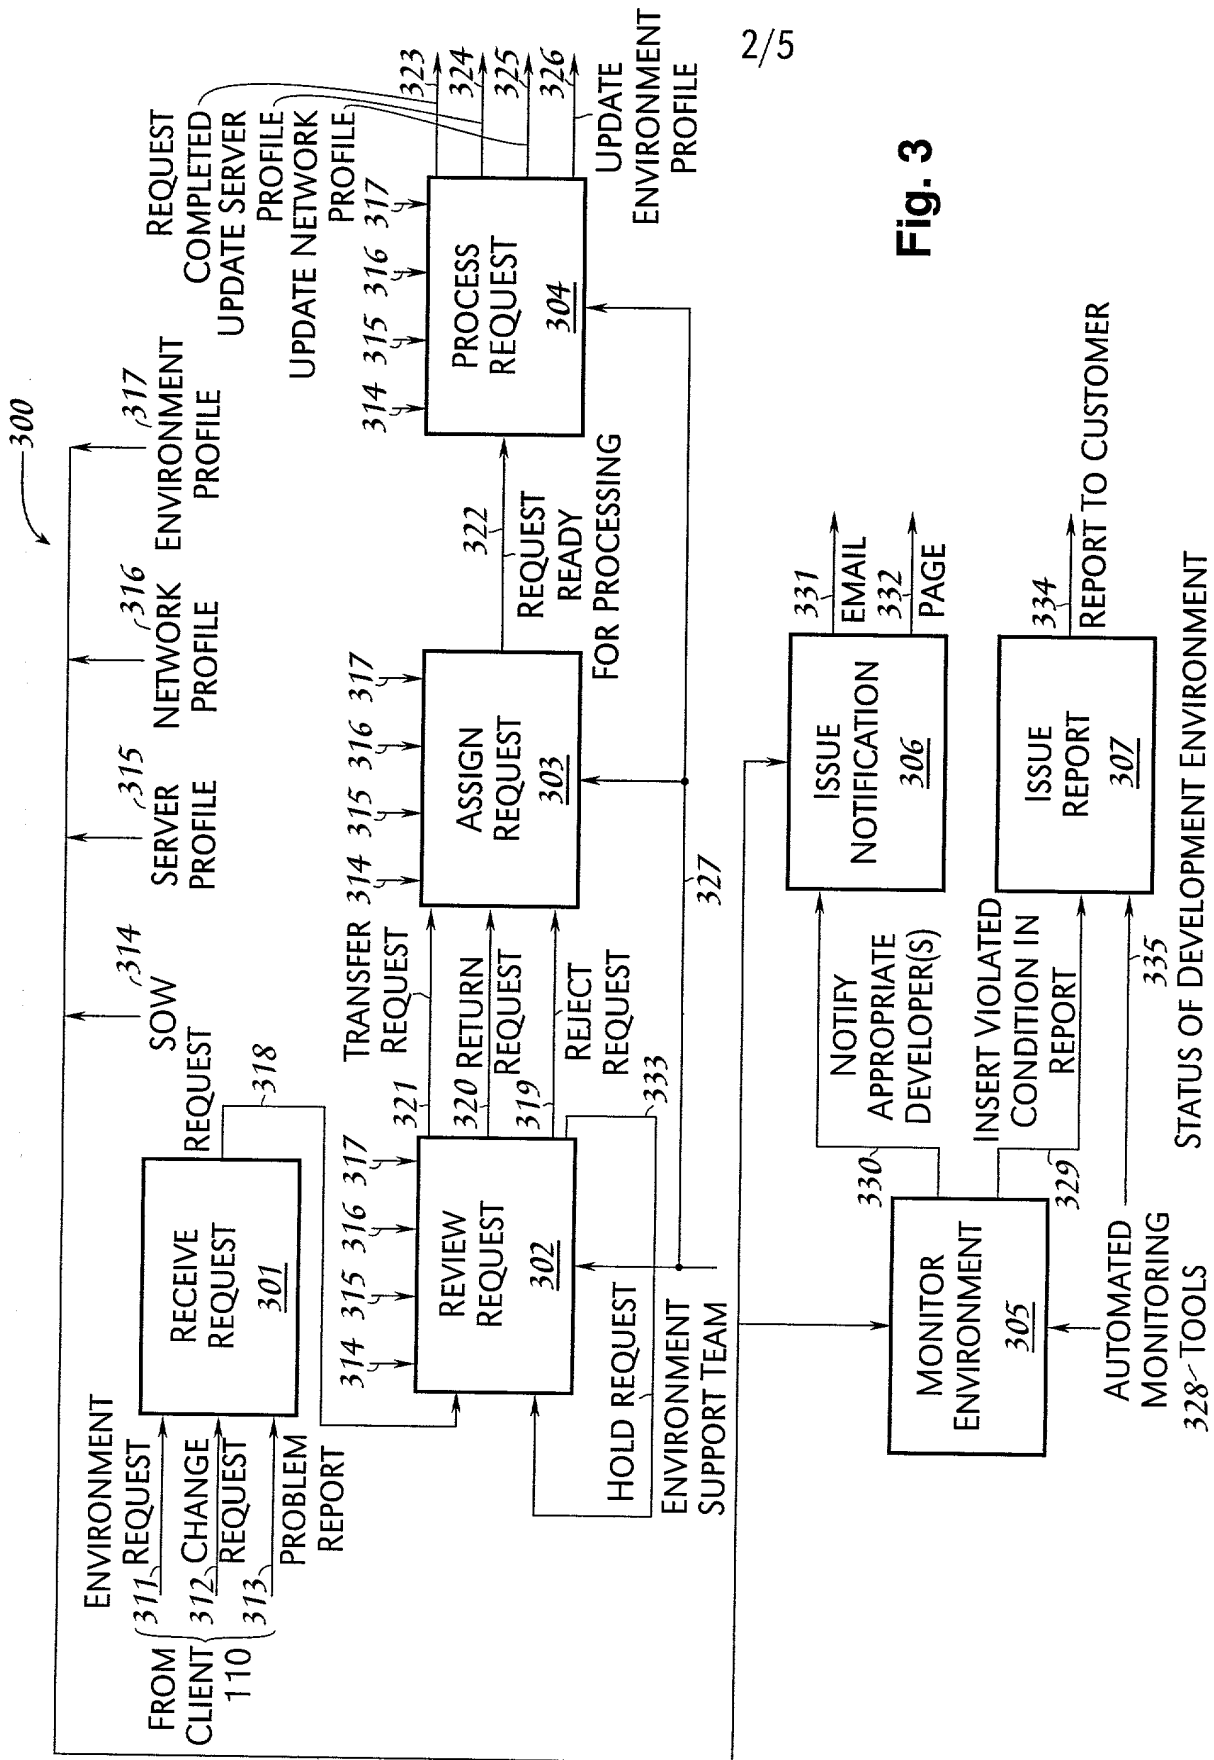 2/5
300
SOW
314
SERVER
PROFILE
315
NETWORK
PROFILE
316
ENVIRONMENT
PROFILE
317
FROM
CLIENT
110
ENVIRONMENT
311 REQUEST
312 CHANGE
REQUEST
313 PROBLEM
REPORT
RECEIVE
REQUEST
301
REQUEST
318
314 315 316 317
REVIEW
REQUEST
302
321
TRANSFER
REQUEST
320 RETURN
REQUEST
319
REJECT
REQUEST
333
HOLD REQUEST
ENVIRONMENT
SUPPORT TEAM
314 315 316 317
ASSIGN
REQUEST
303
322
REQUEST
READY
FOR PROCESSING
327
314 315 316 317
PROCESS
REQUEST
304
REQUEST
COMPLETED
UPDATE SERVER
PROFILE
UPDATE NETWORK
PROFILE
323
324
325
326
UPDATE
ENVIRONMENT
PROFILE
MONITOR
ENVIRONMENT
305
AUTOMATED
MONITORING
328 TOOLS
330
NOTIFY
APPROPRIATE
DEVELOPER(S)
329
INSERT VIOLATED
CONDITION IN
REPORT
335
STATUS OF DEVELOPMENT ENVIRONMENT
ISSUE
NOTIFICATION
306
331
EMAIL
332
PAGE
ISSUE
REPORT
307
334
REPORT TO CUSTOMER
Fig. 3